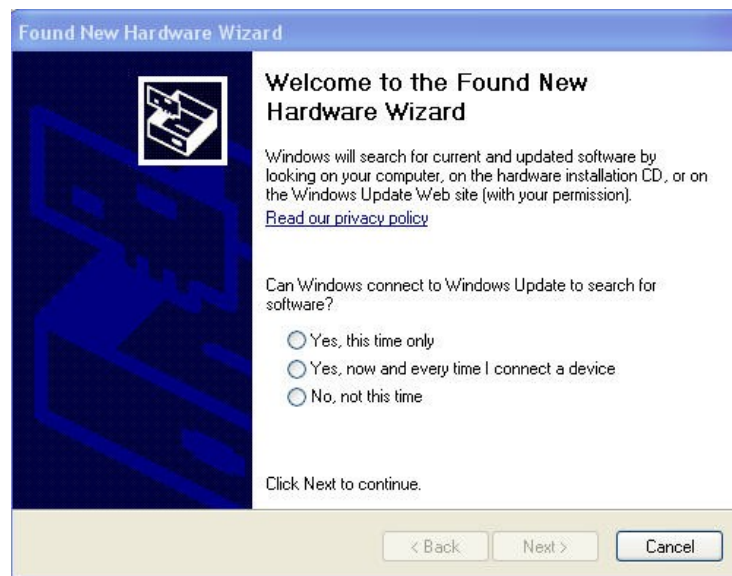 Found New Hardware Wizard
Welcome to the Found New
Hardware Wizard
Windows will search for current and updated software by
looking on your computer, on the hardware installation CD, or on
the Windows Update Web site (with your permission).
Read our privacy policy
Can Windows connect to Windows Update to search for
software?
Yes, this time only
Yes, now and every time I connect a device
No, not this time
Click Next to continue.
< Back
Next >
Cancel